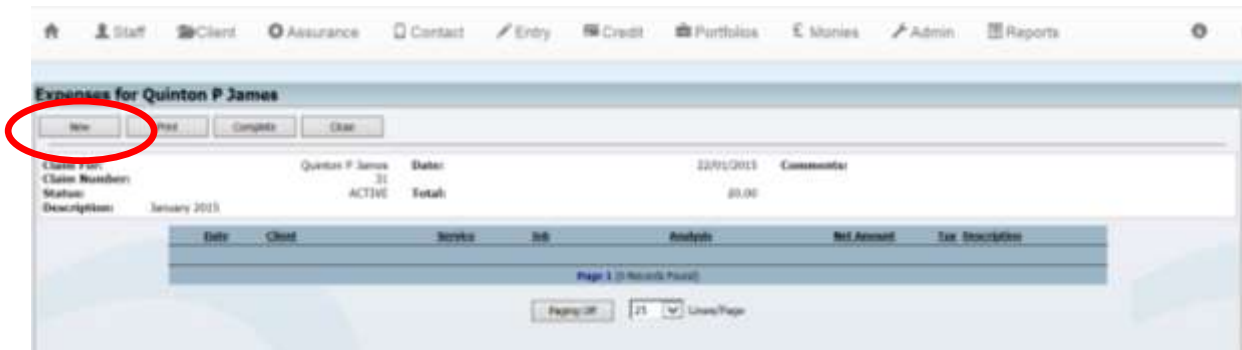 Staff Client Assurance Contact Entry Credit Portfolios £ Monies Admin Reports
Expenses for Quinton P James
New Print Complete Close
Claim For: Quinton P James Date: 22/01/2015 Comments:
Claim Number: 31
Status: ACTIVE Total: £0.00
Description: January 2015
Date Client Service Job Analysis Net Amount Tax Description
Page 1 (0 Records Found)
Paging Off 25 Lines/Page